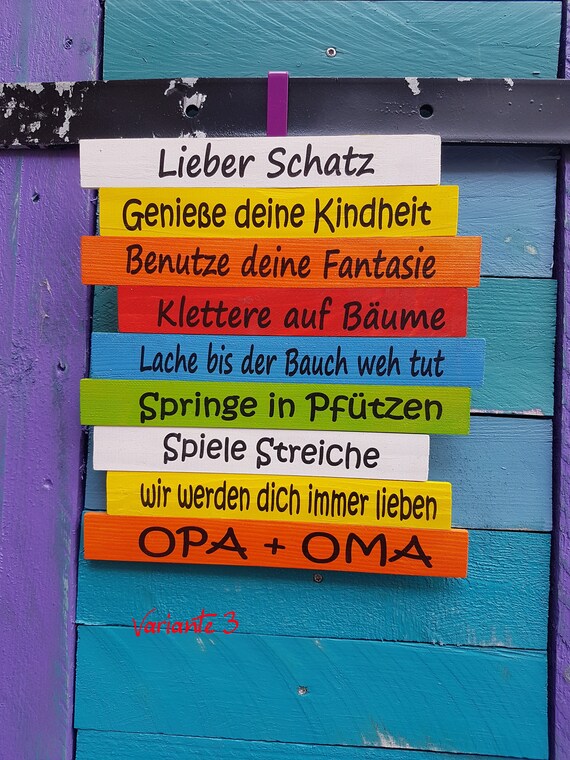 Lieber Schatz
Genieße deine Kindheit
Benutze deine Fantasie
Klettere auf Bäume
Lache bis der Bauch weh tut
Springe in Pfützen
Spiele Streiche
wir werden dich immer lieben
OPA + OMA
Variante 3